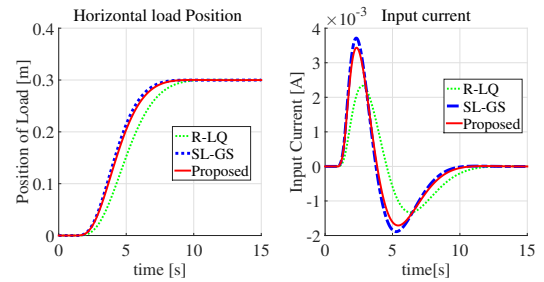 Horizontal load Position
Position of Load [m]
0.3
0.2
0.1
0
0
5
10
15
time [s]
R-LQ
SL-GS
Proposed
Input current
×10⁻³
Input Current [A]
4
3
2
1
0
-1
-2
0
5
10
15
time[s]
R-LQ
SL-GS
Proposed